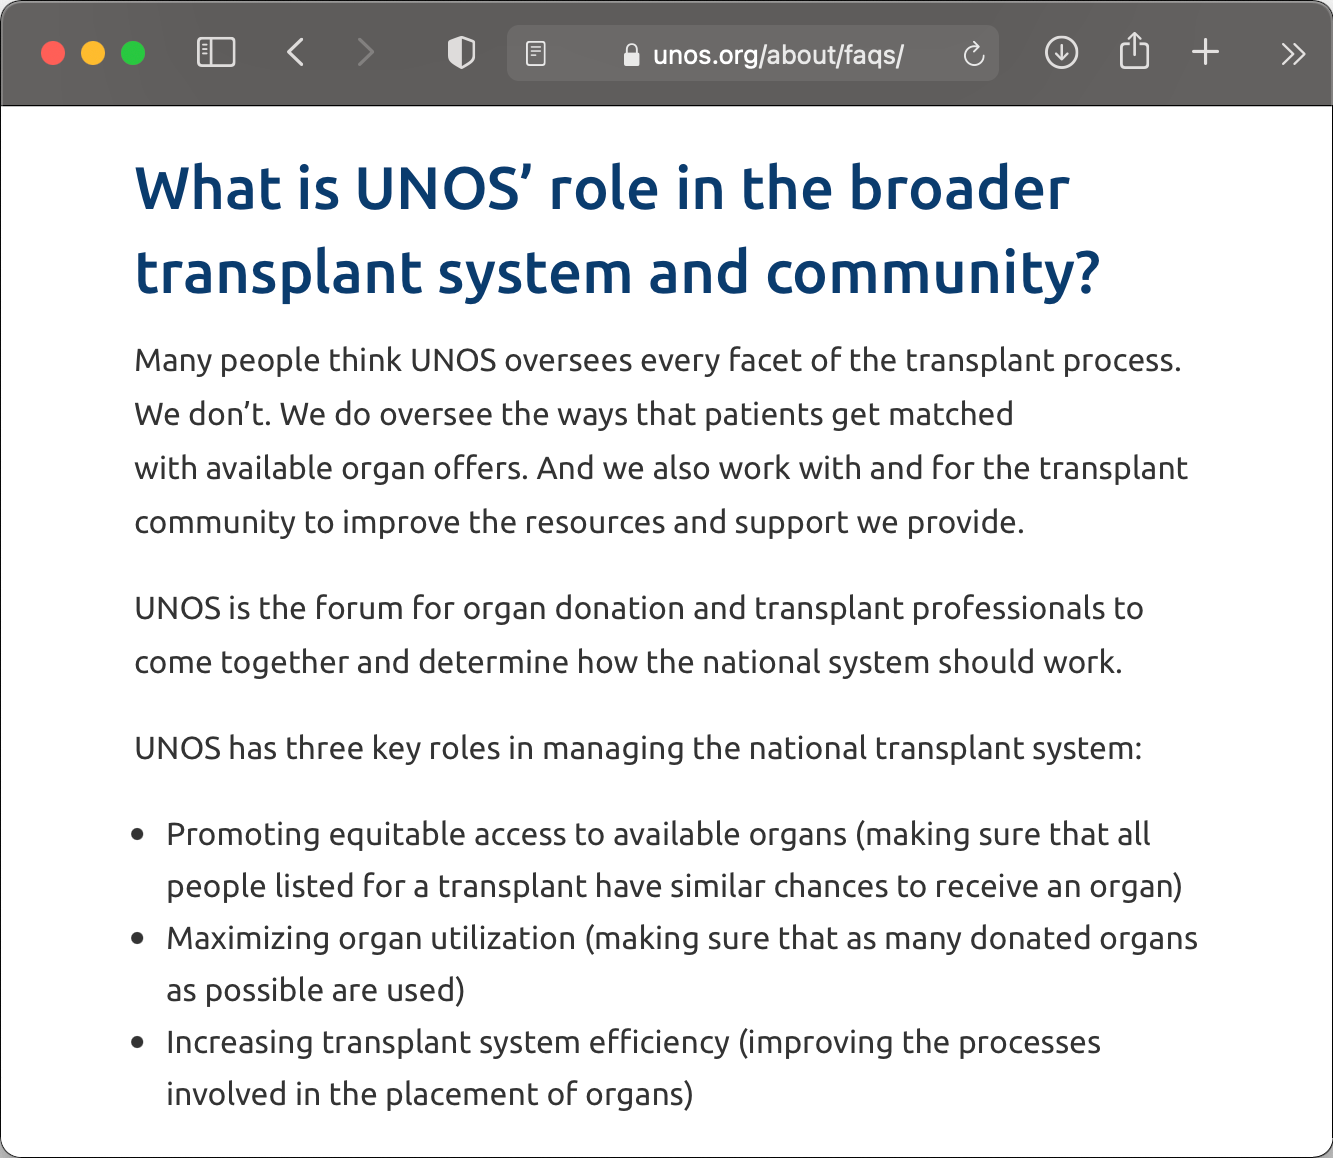 unos.org/about/faqs/
What is UNOS’ role in the broader
transplant system and community?
Many people think UNOS oversees every facet of the transplant process.
We don’t. We do oversee the ways that patients get matched
with available organ offers. And we also work with and for the transplant
community to improve the resources and support we provide.
UNOS is the forum for organ donation and transplant professionals to
come together and determine how the national system should work.
UNOS has three key roles in managing the national transplant system:
• Promoting equitable access to available organs (making sure that all
people listed for a transplant have similar chances to receive an organ)
• Maximizing organ utilization (making sure that as many donated organs
as possible are used)
• Increasing transplant system efficiency (improving the processes
involved in the placement of organs)